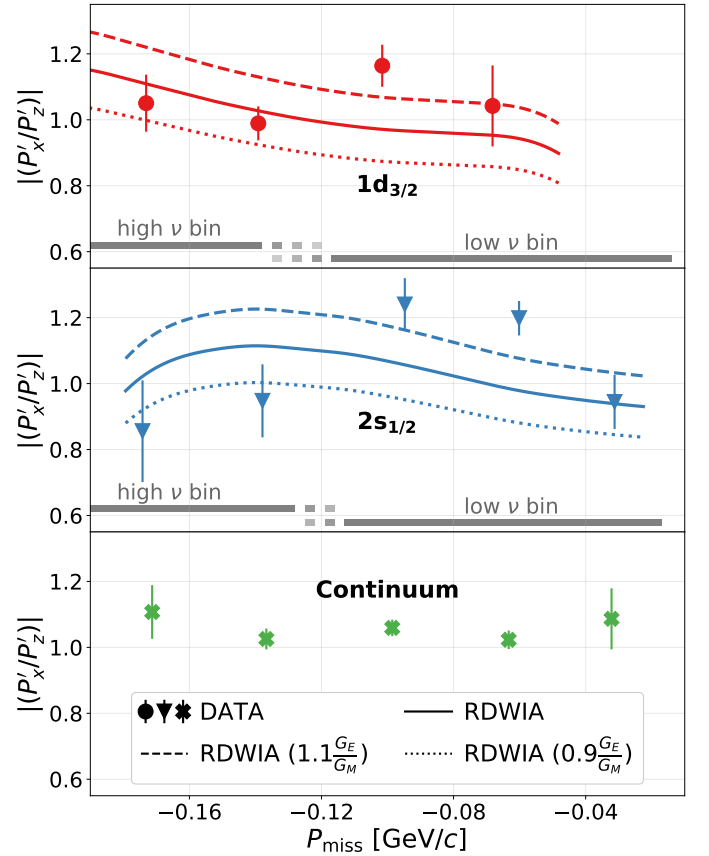 1.2
1.0
0.8
0.6
|(P′x/P′z)|
1d3/2
high ν bin
low ν bin
1.2
1.0
0.8
0.6
|(P′x/P′z)|
2s1/2
high ν bin
low ν bin
1.2
1.0
0.8
0.6
|(P′x/P′z)|
Continuum
DATA
RDWIA
RDWIA (1.1 GE/GM)
RDWIA (0.9 GE/GM)
−0.16
−0.12
−0.08
−0.04
Pmiss [GeV/c]